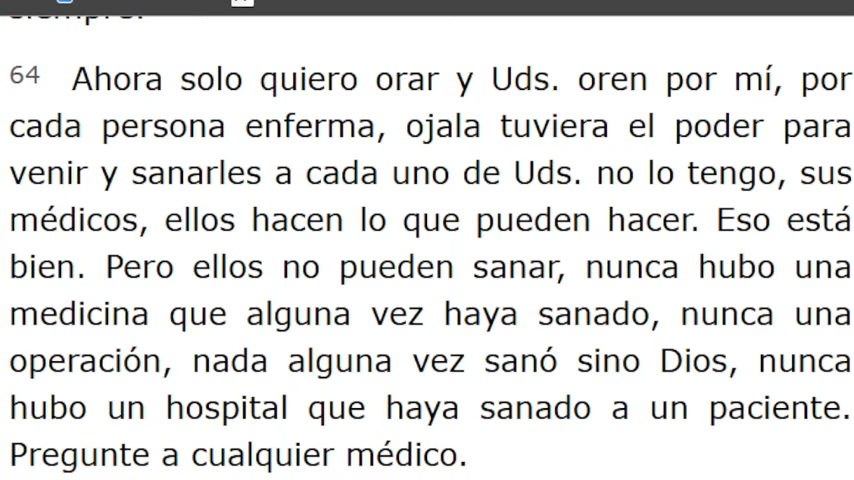 siempre.
64 Ahora solo quiero orar y Uds. oren por mí, por
cada persona enferma, ojala tuviera el poder para
venir y sanarles a cada uno de Uds. no lo tengo, sus
médicos, ellos hacen lo que pueden hacer. Eso está
bien. Pero ellos no pueden sanar, nunca hubo una
medicina que alguna vez haya sanado, nunca una
operación, nada alguna vez sanó sino Dios, nunca
hubo un hospital que haya sanado a un paciente.
Pregunte a cualquier médico.